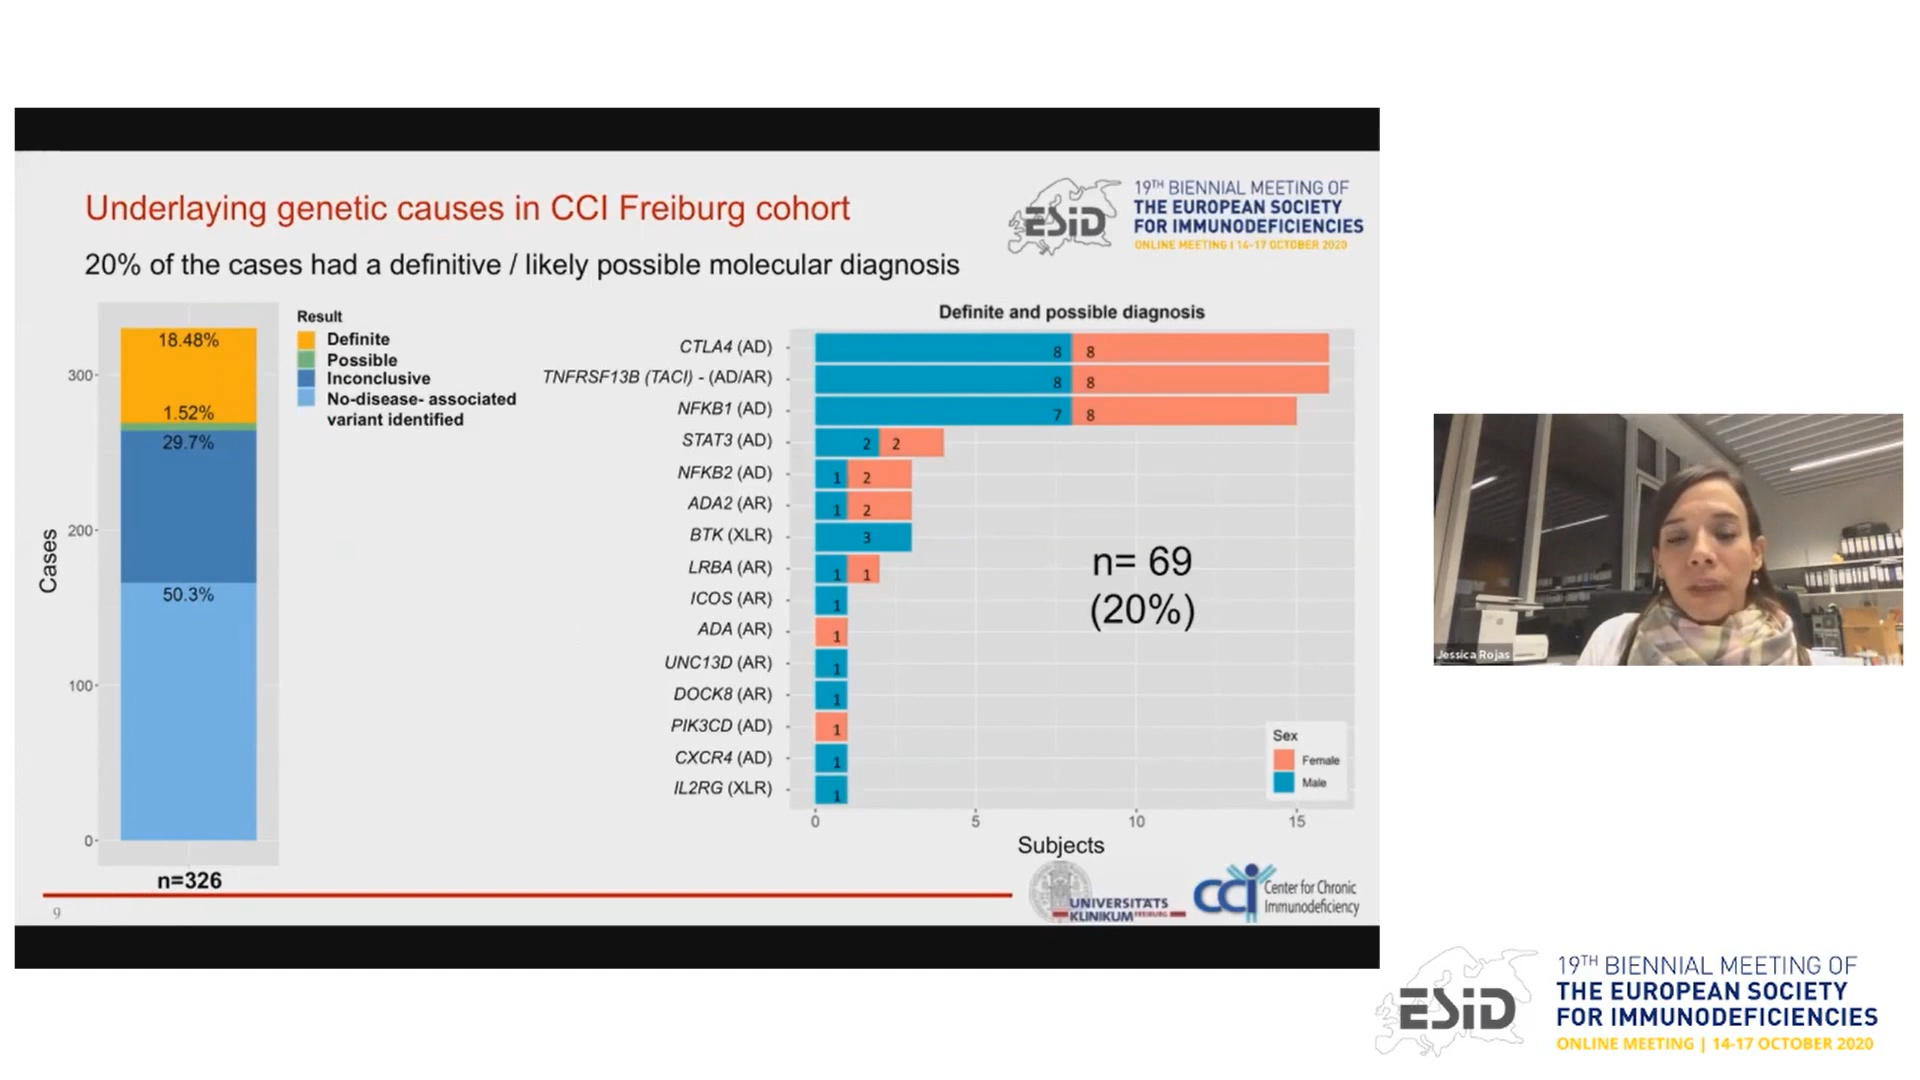 Underlaying genetic causes in CCI Freiburg cohort
20% of the cases had a definitive / likely possible molecular diagnosis
ESiD
19TH BIENNIAL MEETING OF
THE EUROPEAN SOCIETY
FOR IMMUNODEFICIENCIES
ONLINE MEETING | 14-17 OCTOBER 2020
Cases
300
200
100
0
18.48%
1.52%
29.7%
50.3%
n=326
Result
Definite
Possible
Inconclusive
No-disease- associated
variant identified
Definite and possible diagnosis
CTLA4 (AD) 8 8
TNFRSF13B (TACI) - (AD/AR) 8 8
NFKB1 (AD) 7 8
STAT3 (AD) 2 2
NFKB2 (AD) 1 2
ADA2 (AR) 1 2
BTK (XLR) 3
LRBA (AR) 1 1
ICOS (AR) 1
ADA (AR) 1
UNC13D (AR) 1
DOCK8 (AR) 1
PIK3CD (AD) 1
CXCR4 (AD) 1
IL2RG (XLR) 1
n= 69
(20%)
Sex
Female
Male
0 5 10 15
Subjects
9
UNIVERSITÄTS
KLINIKUM FREIBURG
CCI Center for Chronic
Immunodeficiency
Jessica Rojas
ESiD
19TH BIENNIAL MEETING OF
THE EUROPEAN SOCIETY
FOR IMMUNODEFICIENCIES
ONLINE MEETING | 14-17 OCTOBER 2020